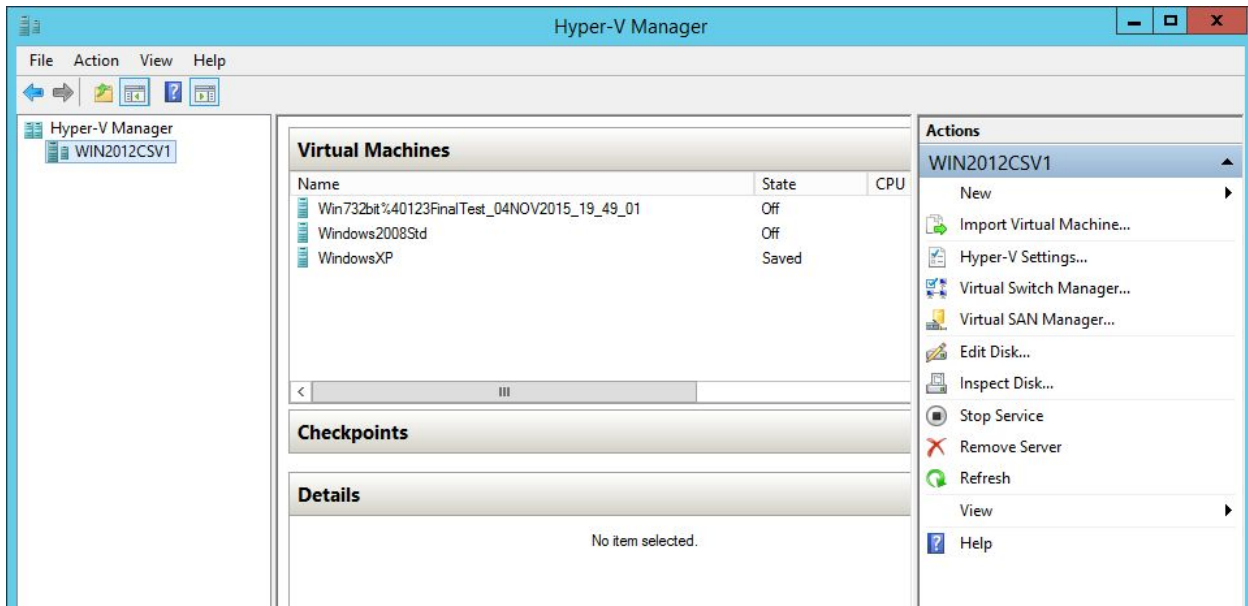 Hyper-V Manager
File Action View Help
Hyper-V Manager
WIN2012CSV1
Virtual Machines
Name State CPU
Win732bit%40123FinalTest_04NOV2015_19_49_01 Off
Windows2008Std Off
WindowsXP Saved
Checkpoints
Details
No item selected.
Actions
WIN2012CSV1
New
Import Virtual Machine...
Hyper-V Settings...
Virtual Switch Manager...
Virtual SAN Manager...
Edit Disk...
Inspect Disk...
Stop Service
Remove Server
Refresh
View
Help